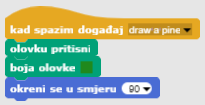 kad spazim događaj draw a pine
olovku pritisni
boja olovke
okreni se u smjeru 90